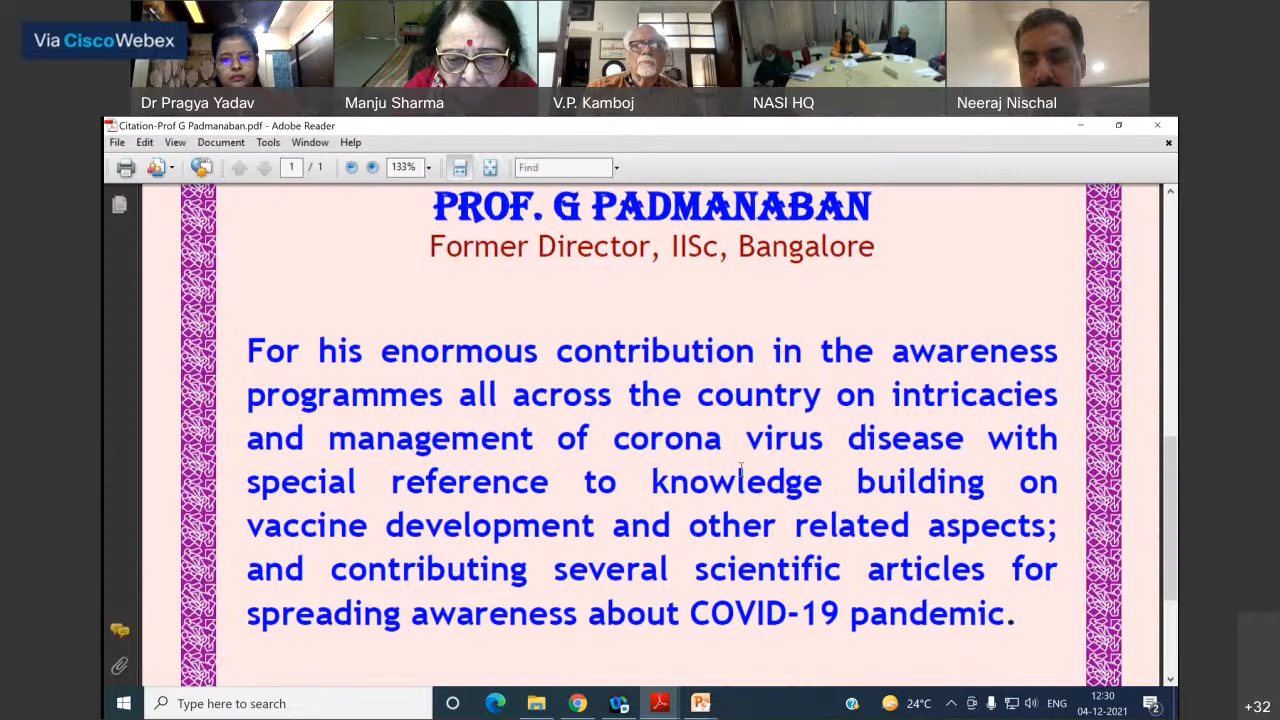 Via Cisco Webex
Dr Pragya Yadav
Manju Sharma
V.P. Kamboj
NASI HQ
Neeraj Nischal
Citation-Prof G Padmanaban.pdf - Adobe Reader
File Edit View Document Tools Window Help
1 / 1 133% Find
PROF. G PADMANABAN
Former Director, IISc, Bangalore
For his enormous contribution in the awareness
programmes all across the country on intricacies
and management of corona virus disease with
special reference to knowledge building on
vaccine development and other related aspects;
and contributing several scientific articles for
spreading awareness about COVID-19 pandemic.
Type here to search
24°C
ENG
12:30
04-12-2021
2
+32